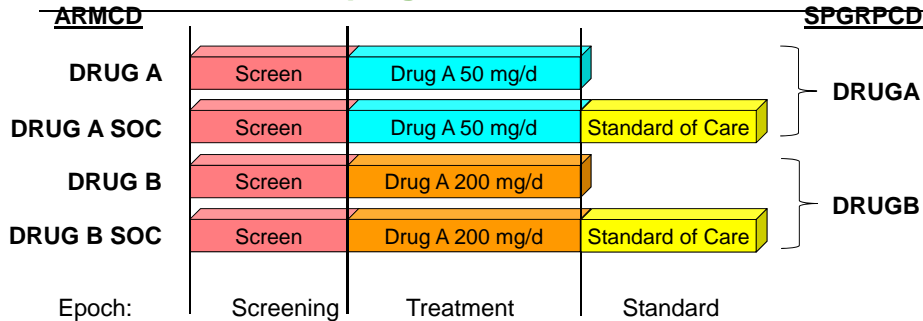 ARMCD SPGRPCD
DRUG A Screen Drug A 50 mg/d
DRUGA
DRUG A SOC Screen Drug A 50 mg/d Standard of Care
DRUG B Screen Drug A 200 mg/d
DRUGB
DRUG B SOC Screen Drug A 200 mg/d Standard of Care
Epoch: Screening Treatment Standard